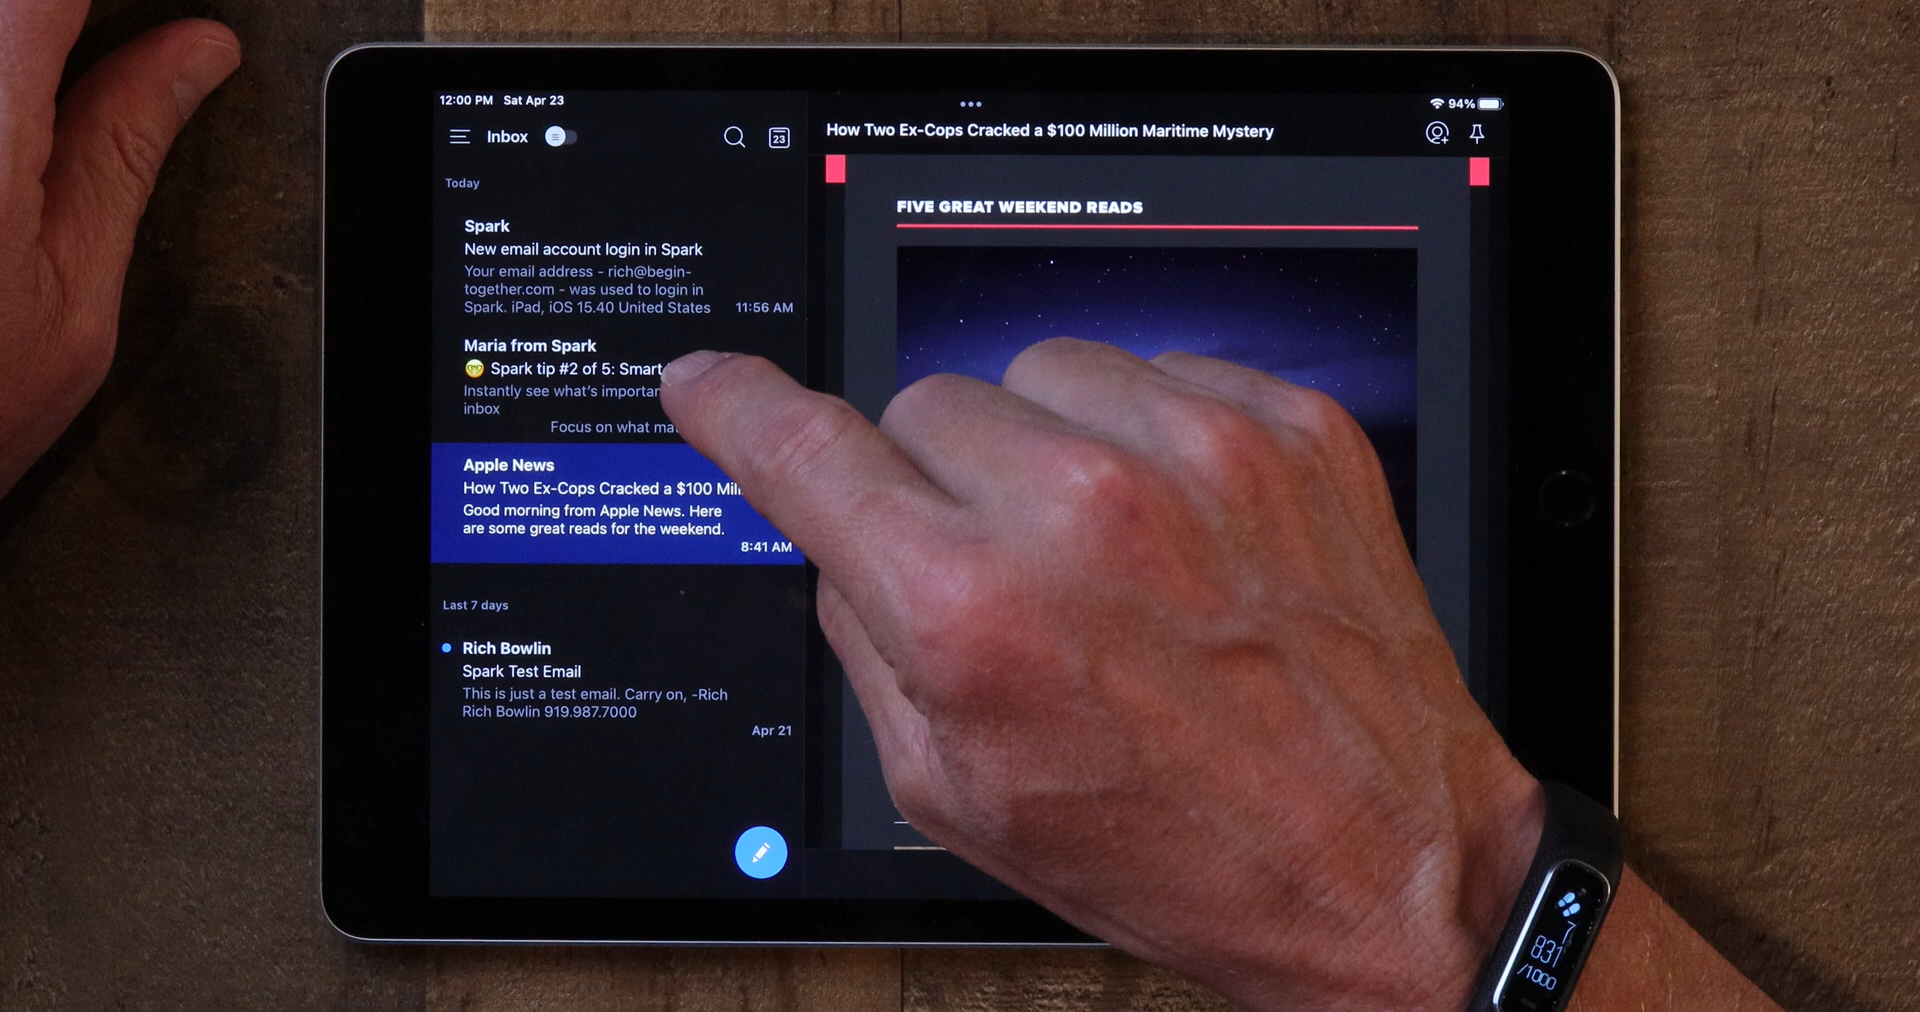 12:00 PM Sat Apr 23
94%
Inbox
23
How Two Ex-Cops Cracked a $100 Million Maritime Mystery
Today
Spark
New email account login in Spark
Your email address - rich@begin-
together.com - was used to login in
Spark. iPad, iOS 15.40 United States
11:56 AM
Maria from Spark
🤓 Spark tip #2 of 5: Smart
Instantly see what's importan
inbox
Focus on what ma
Apple News
How Two Ex-Cops Cracked a $100 Mill
Good morning from Apple News. Here
are some great reads for the weekend.
8:41 AM
Last 7 days
Rich Bowlin
Spark Test Email
This is just a test email. Carry on, -Rich
Rich Bowlin 919.987.7000
Apr 21
FIVE GREAT WEEKEND READS
7
831
/1000